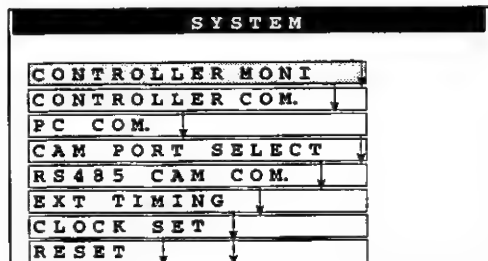 SYSTEM
CONTROLLER MONI
CONTROLLER COM.
PC COM.
CAM PORT SELECT
RS485 CAM COM.
EXT TIMING
CLOCK SET
RESET